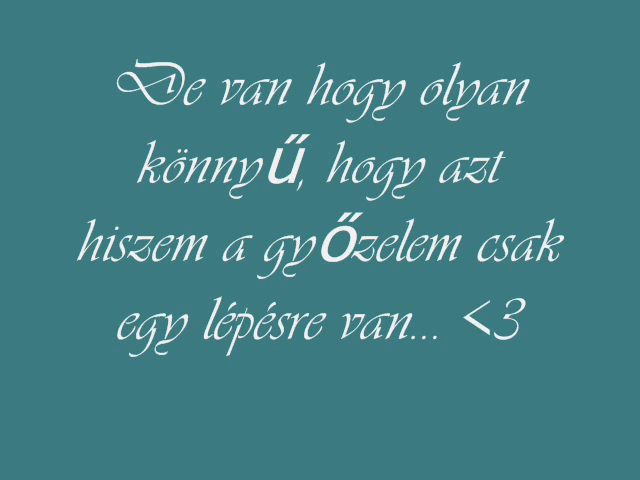 De van hogy olyan
könnyű, hogy azt
hiszem a győzelem csak
egy lépésre van... <3